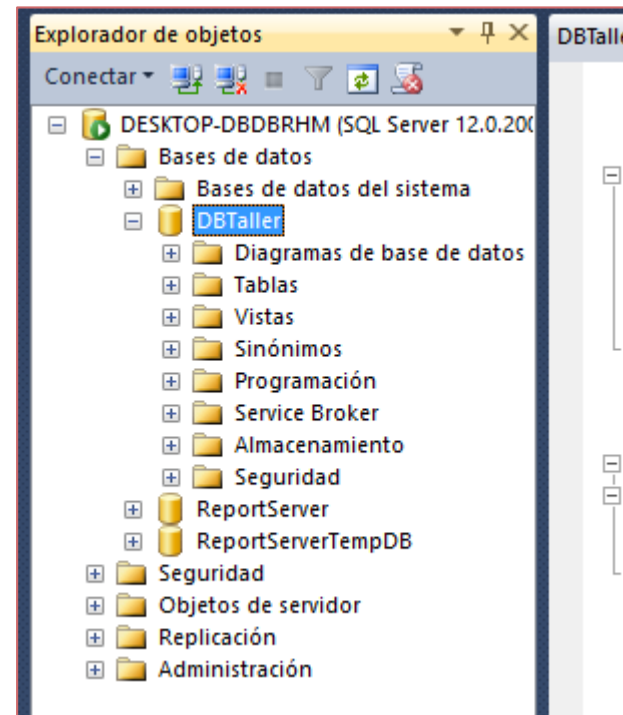 Explorador de objetos
DBTalle
Conectar
DESKTOP-DBDBRHM (SQL Server 12.0.200
Bases de datos
Bases de datos del sistema
DBTaller
Diagramas de base de datos
Tablas
Vistas
Sinónimos
Programación
Service Broker
Almacenamiento
Seguridad
ReportServer
ReportServerTempDB
Seguridad
Objetos de servidor
Replicación
Administración